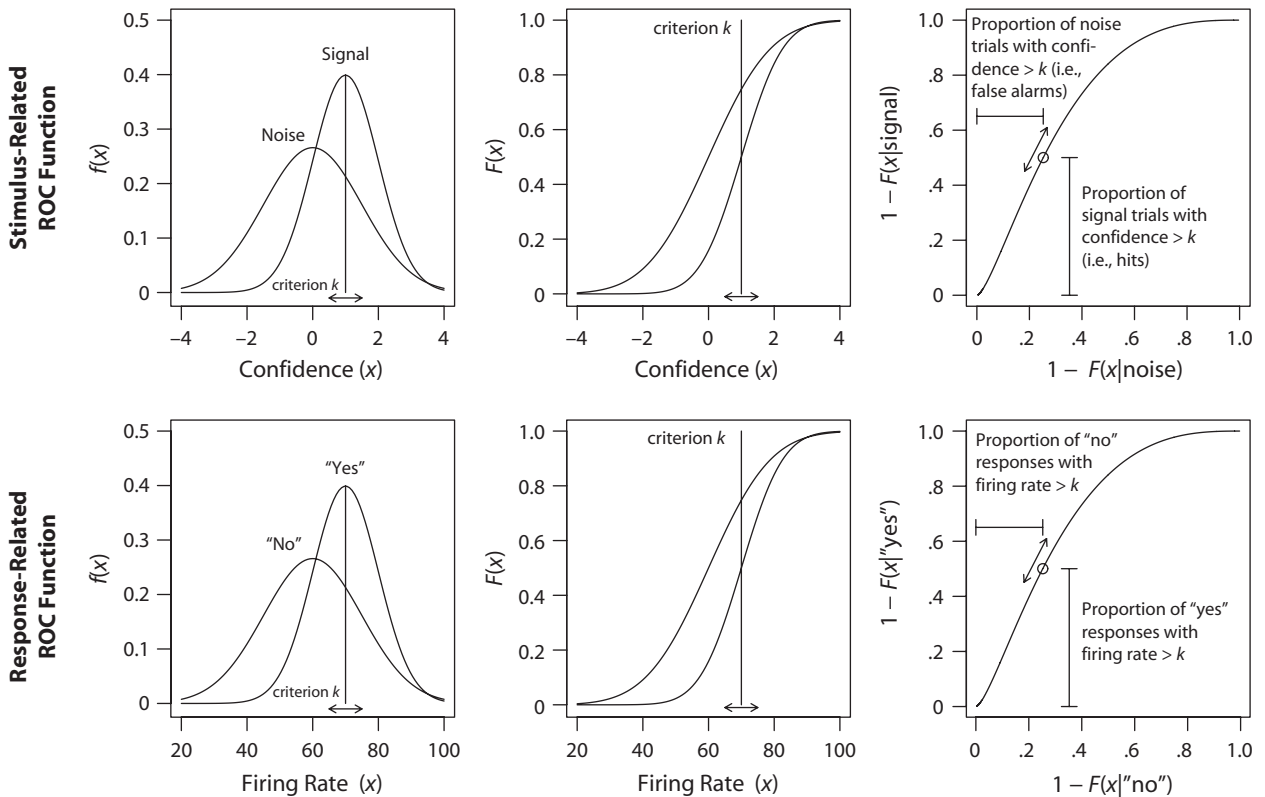 Stimulus-Related
ROC Function
0.5
0.4
0.3
0.2
0.1
0
f(x)
Signal
Noise
criterion k
–4
–2
0
2
4
Confidence (x)
1.0
0.8
0.6
0.4
0.2
0
F(x)
criterion k
–4
–2
0
2
4
Confidence (x)
1.0
.8
.6
.4
.2
0
1 – F(x|signal)
Proportion of noise
trials with confi-
dence > k (i.e.,
false alarms)
Proportion of
signal trials with
confidence > k
(i.e., hits)
0
.2
.4
.6
.8
1.0
1 – F(x|noise)
Response-Related
ROC Function
0.5
0.4
0.3
0.2
0.1
0
f(x)
“Yes”
“No”
criterion k
20
40
60
80
100
Firing Rate (x)
1.0
0.8
0.6
0.4
0.2
0
F(x)
criterion k
20
40
60
80
100
Firing Rate (x)
1.0
.8
.6
.4
.2
0
1 – F(x|”yes”)
Proportion of “no”
responses with
firing rate > k
Proportion of “yes”
responses with
firing rate > k
0
.2
.4
.6
.8
1.0
1 – F(x|”no”)